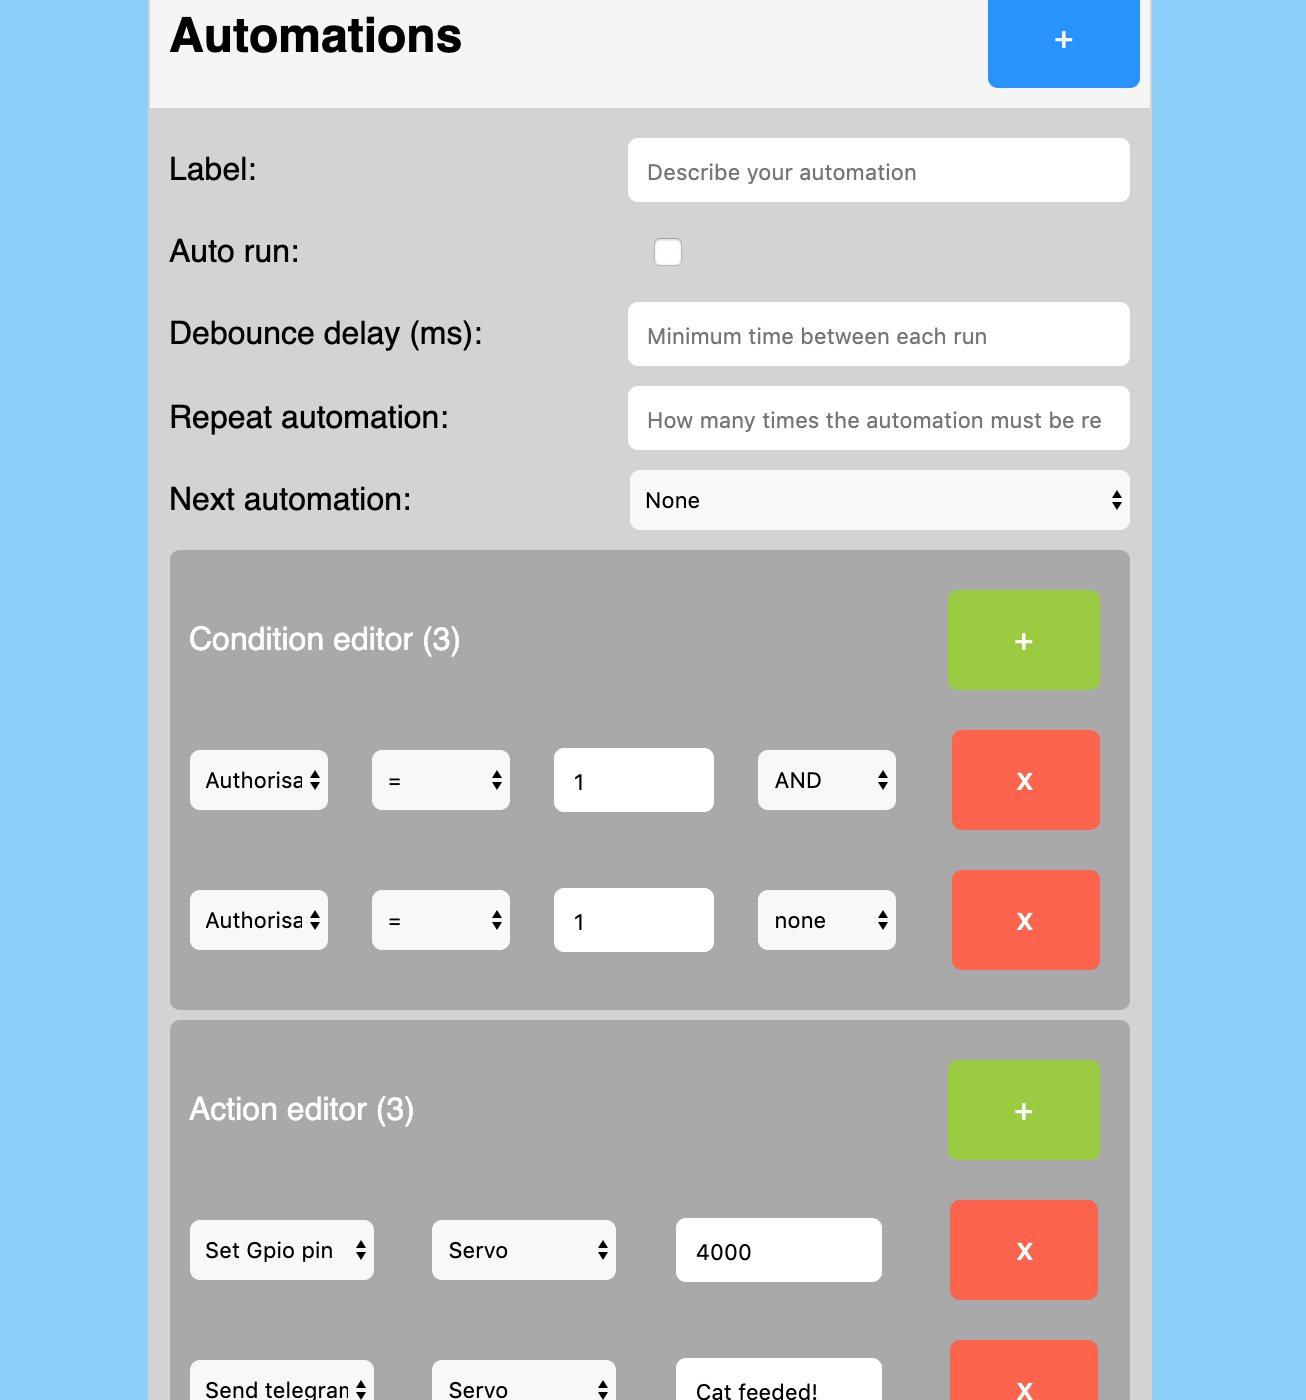 Automations
+
Label:
Describe your automation
Auto run:
Debounce delay (ms):
Minimum time between each run
Repeat automation:
How many times the automation must be re
Next automation:
None
Condition editor (3)
+
Authorisa = 1 AND X
Authorisa = 1 none X
Action editor (3)
+
Set Gpio pin Servo 4000 X
Send telegran Servo Cat feeded! X